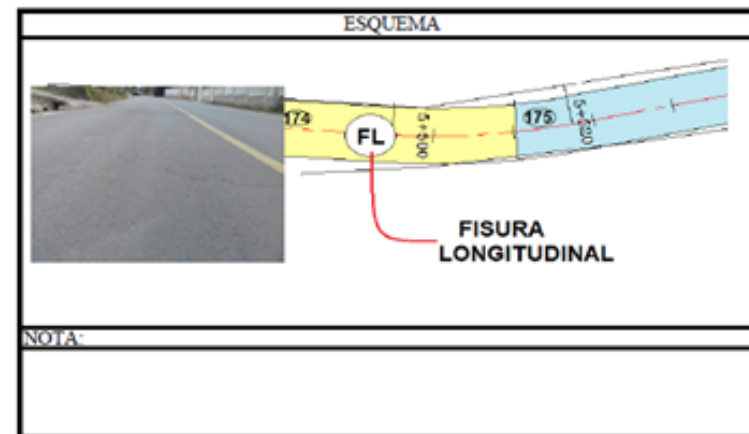 ESQUEMA
174
FL
5+500
175
FISURA
LONGITUDINAL
NOTA: